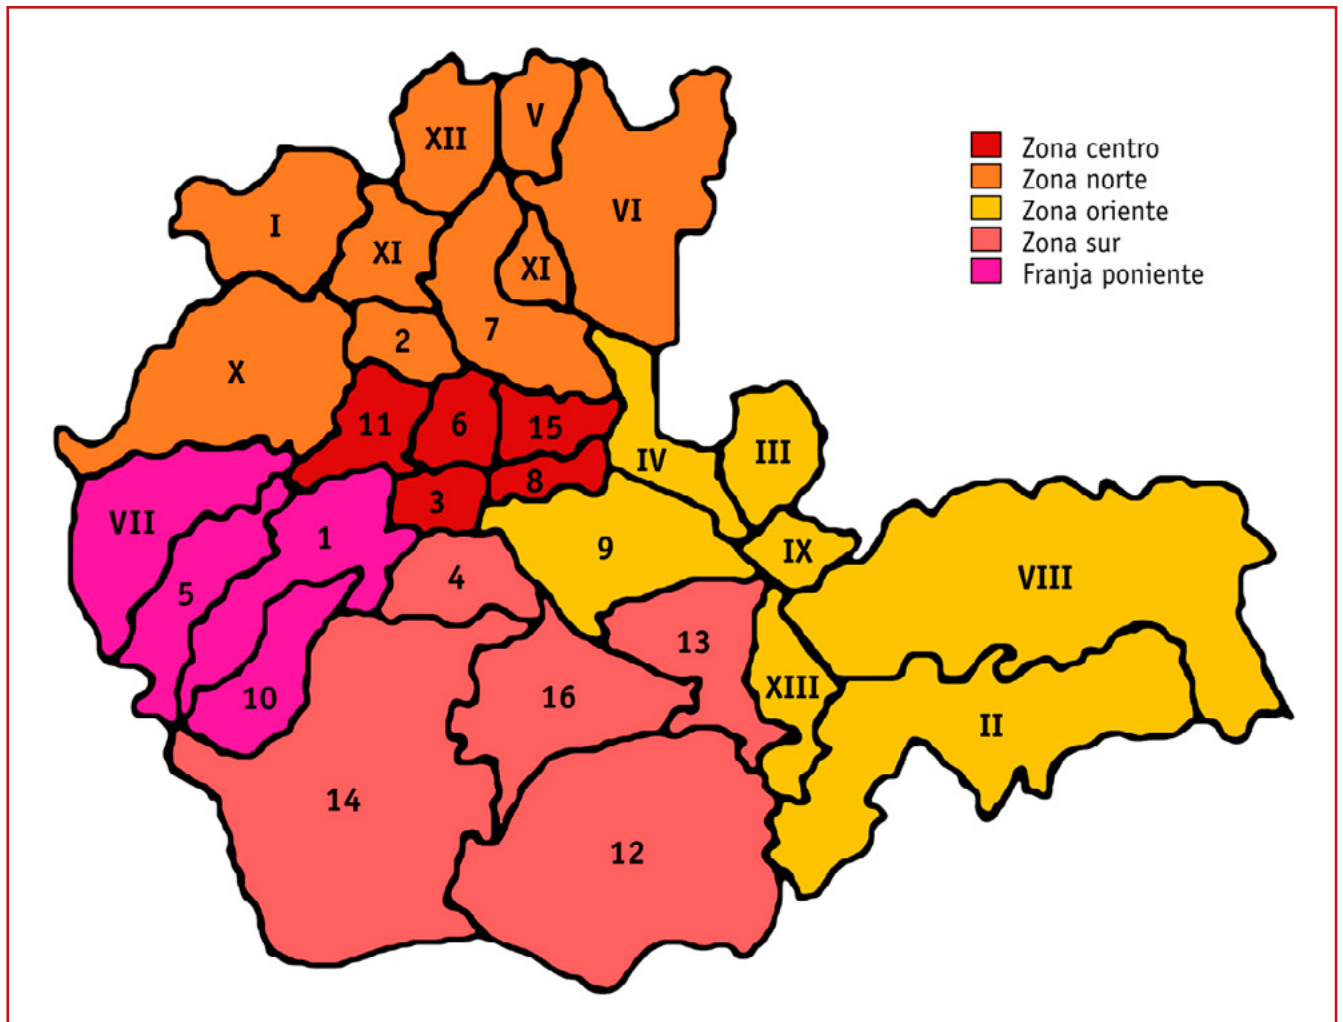 V
XII
VI
I
XI
XI
7
2
X
11
6
15
IV
III
8
3
VII
1
9
IX
VIII
4
5
13
XIII
10
16
II
14
12
Zona centro
Zona norte
Zona oriente
Zona sur
Franja poniente